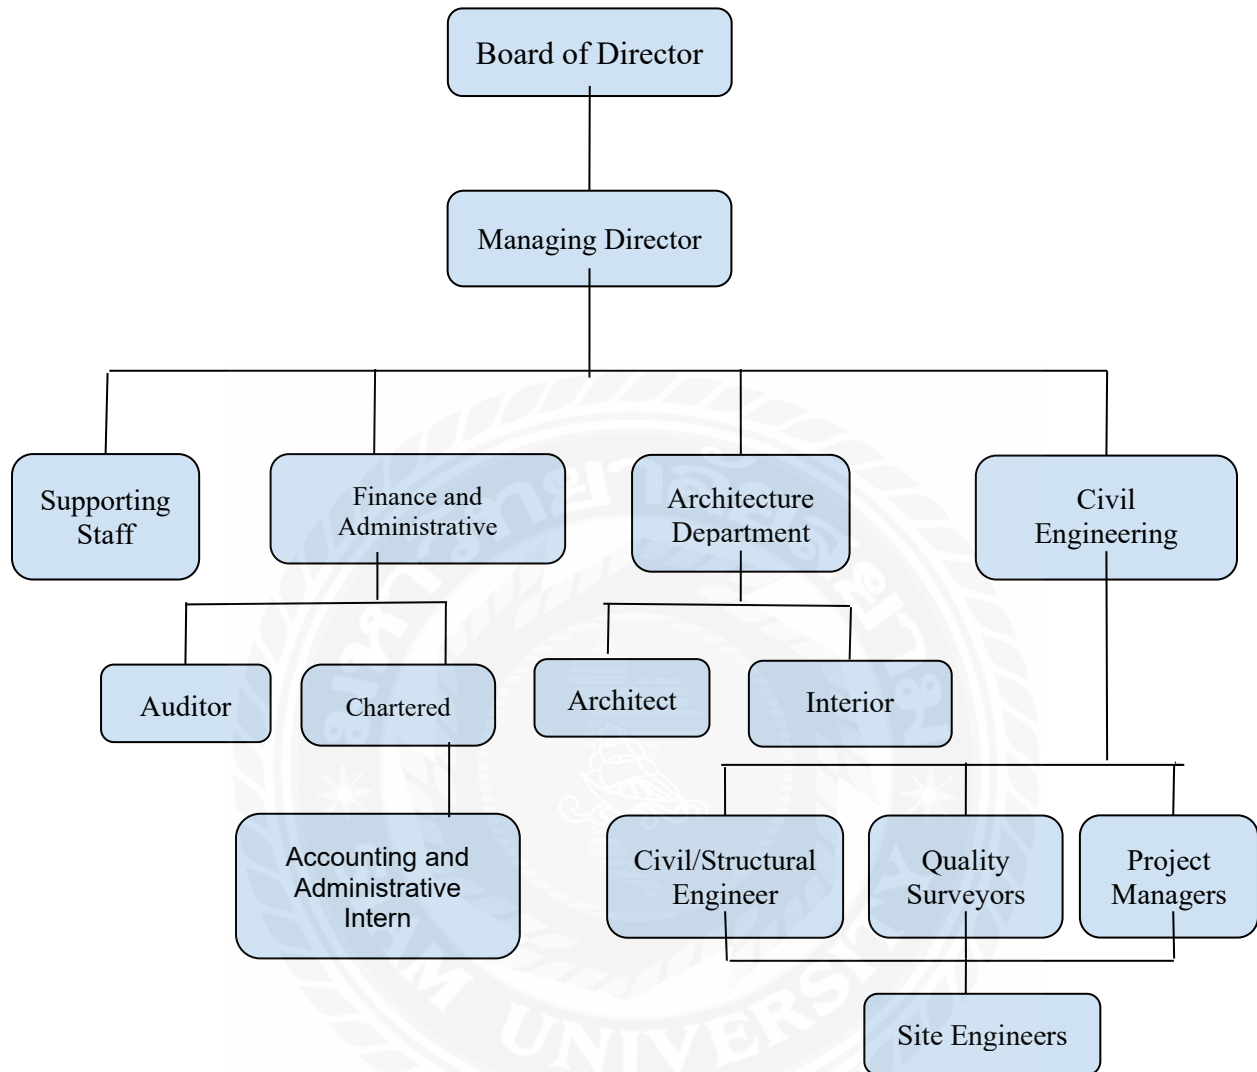 Board of Director
Managing Director
Supporting
Staff
Finance and
Administrative
Architecture
Department
Civil
Engineering
Auditor
Chartered
Architect
Interior
Accounting and
Administrative
Intern
Civil/Structural
Engineer
Quality
Surveyors
Project
Managers
Site Engineers
UNIVERSITY